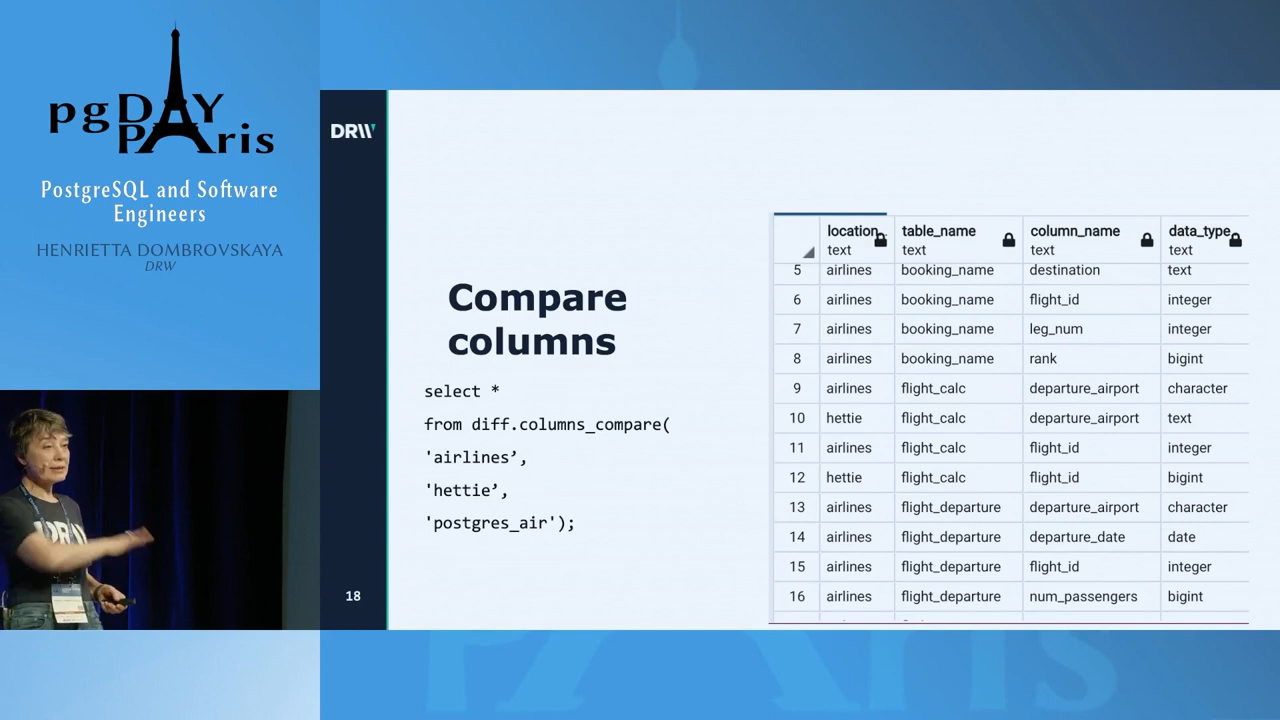 pgDAY
PAris
PostgreSQL and Software
Engineers
HENRIETTA DOMBROVSKAYA
DRW
DRW
Compare
columns
select *
from diff.columns_compare(
'airlines’,
'hettie’,
'postgres_air');
18
location table_name column_name data_type
text text text text
5 airlines booking_name destination text
6 airlines booking_name flight_id integer
7 airlines booking_name leg_num integer
8 airlines booking_name rank bigint
9 airlines flight_calc departure_airport character
10 hettie flight_calc departure_airport text
11 airlines flight_calc flight_id integer
12 hettie flight_calc flight_id bigint
13 airlines flight_departure departure_airport character
14 airlines flight_departure departure_date date
15 airlines flight_departure flight_id integer
16 airlines flight_departure num_passengers bigint
DRW
PAris